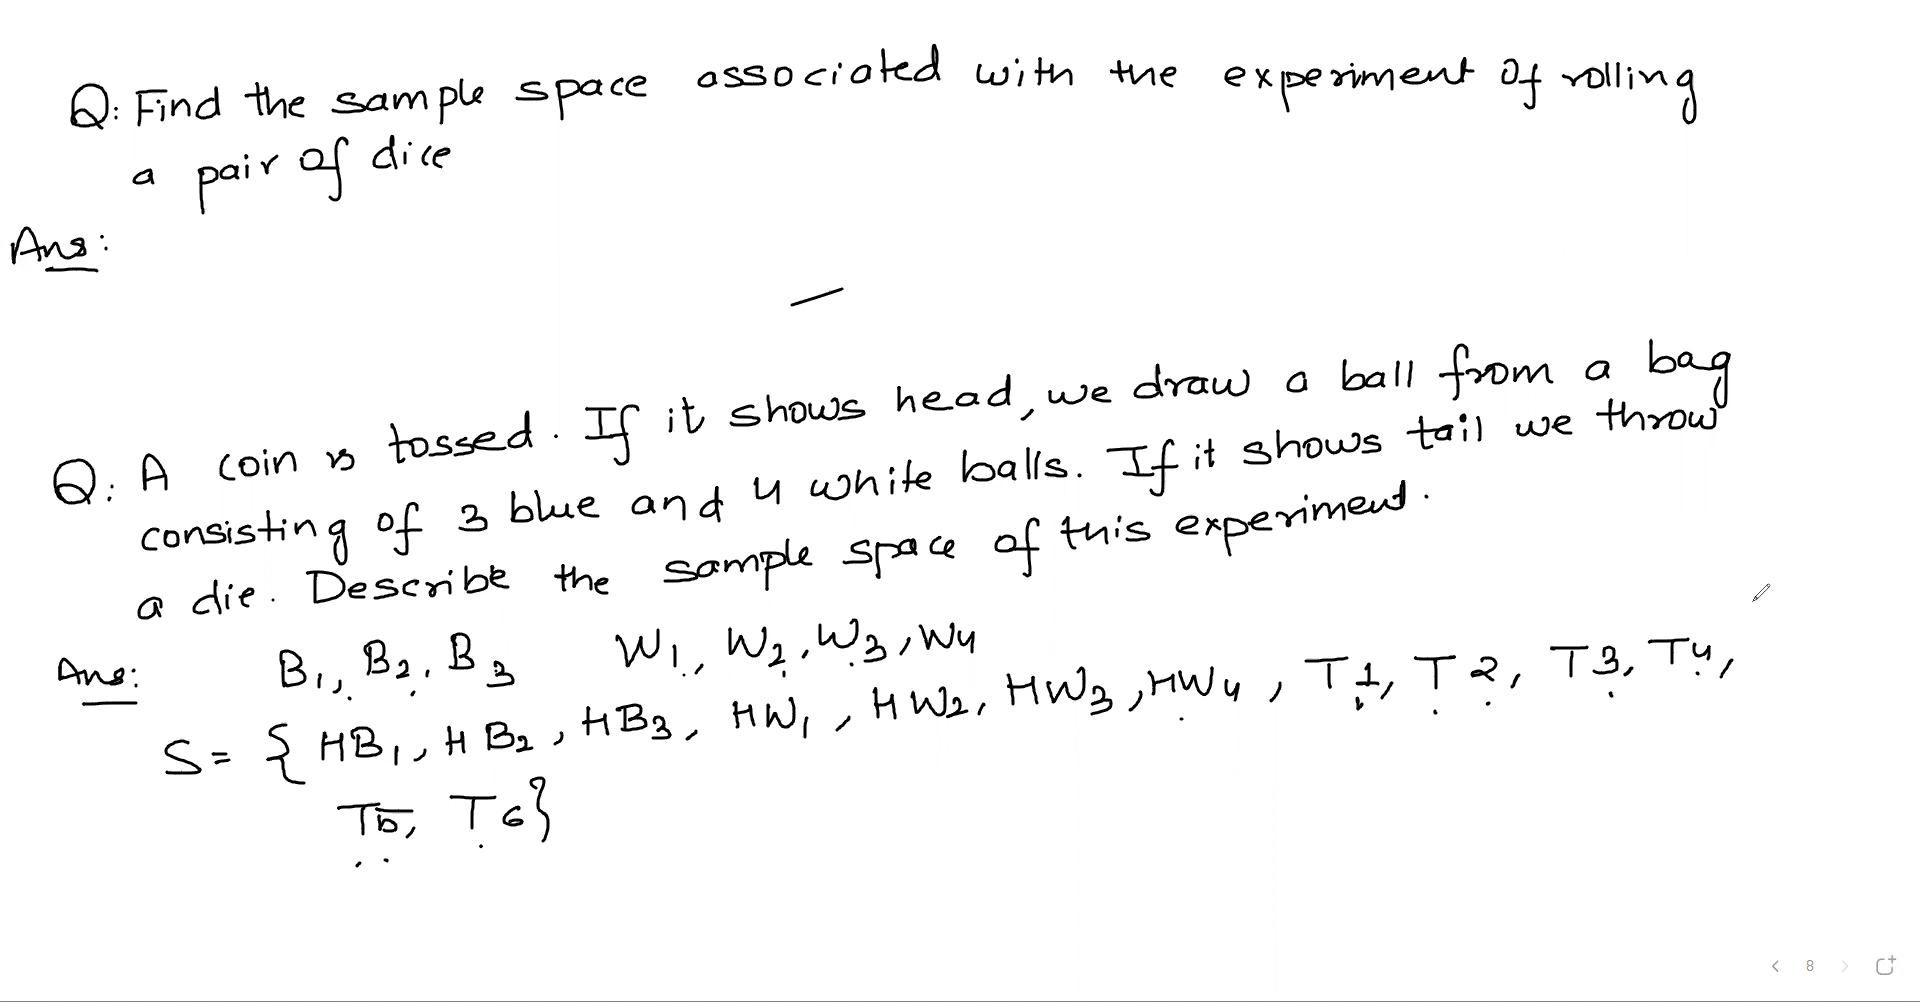 Q: Find the sample space associated with the experiment of rolling
a pair of dice
Ans:
Q: A coin is tossed. If it shows head, we draw a ball from a bag
consisting of 3 blue and 4 white balls. If it shows tail we throw
a die. Describe the sample space of this experiment.
Ans: B1, B2, B3 W1, W2, W3, W4
S = { HB1, HB2, HB3, HW1, HW2, HW3, HW4, T1, T2, T3, T4,
T5, T6}
8